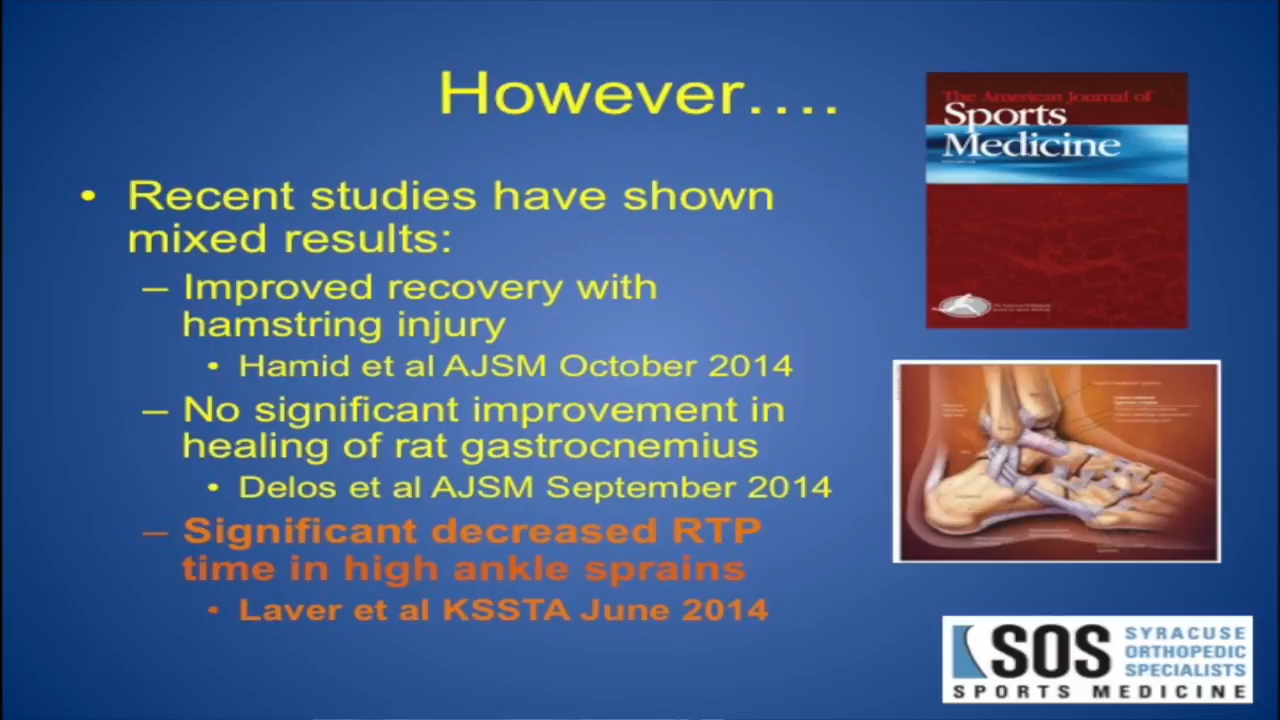 However....
• Recent studies have shown
mixed results:
– Improved recovery with
hamstring injury
• Hamid et al AJSM October 2014
– No significant improvement in
healing of rat gastrocnemius
• Delos et al AJSM September 2014
– Significant decreased RTP
time in high ankle sprains
• Laver et al KSSTA June 2014
The American Journal of
Sports
Medicine
SOS SYRACUSE
ORTHOPEDIC
SPECIALISTS
SPORTS MEDICINE